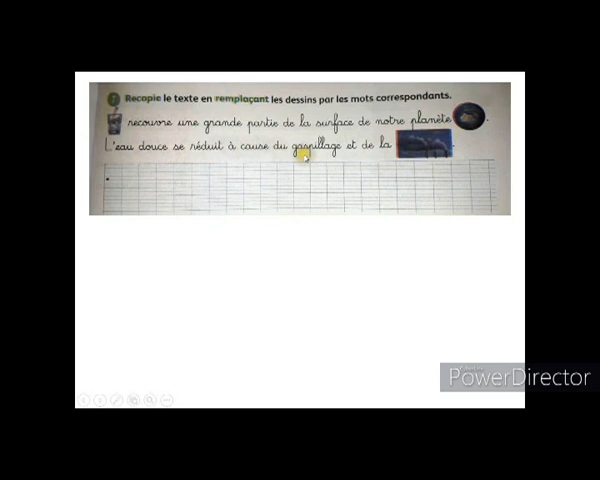 Recopie le texte en remplaçant les dessins par les mots correspondants.
recouvre une grande partie de la surface de notre planète .
L'eau douce se réduit à cause du gaspillage et de la .
PowerDirector